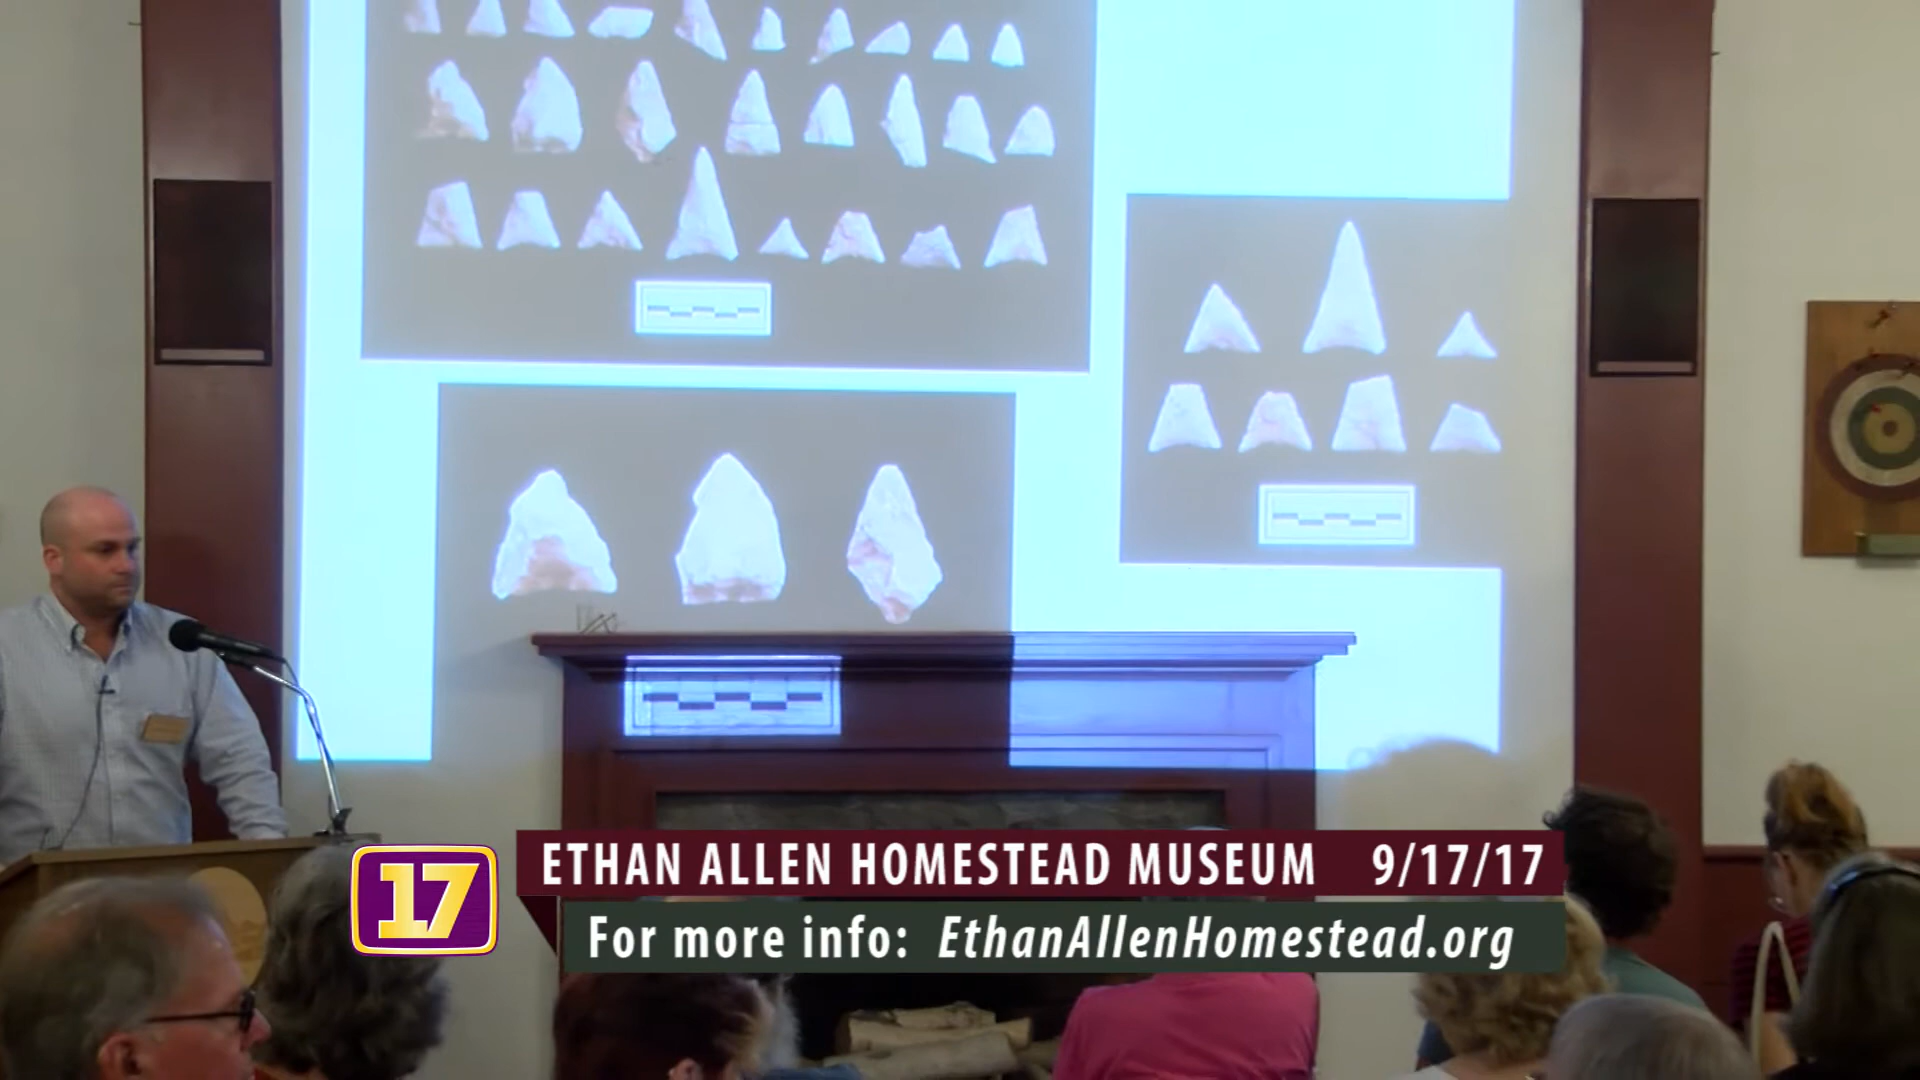 17
ETHAN ALLEN HOMESTEAD MUSEUM 9/17/17
For more info: EthanAllenHomestead.org